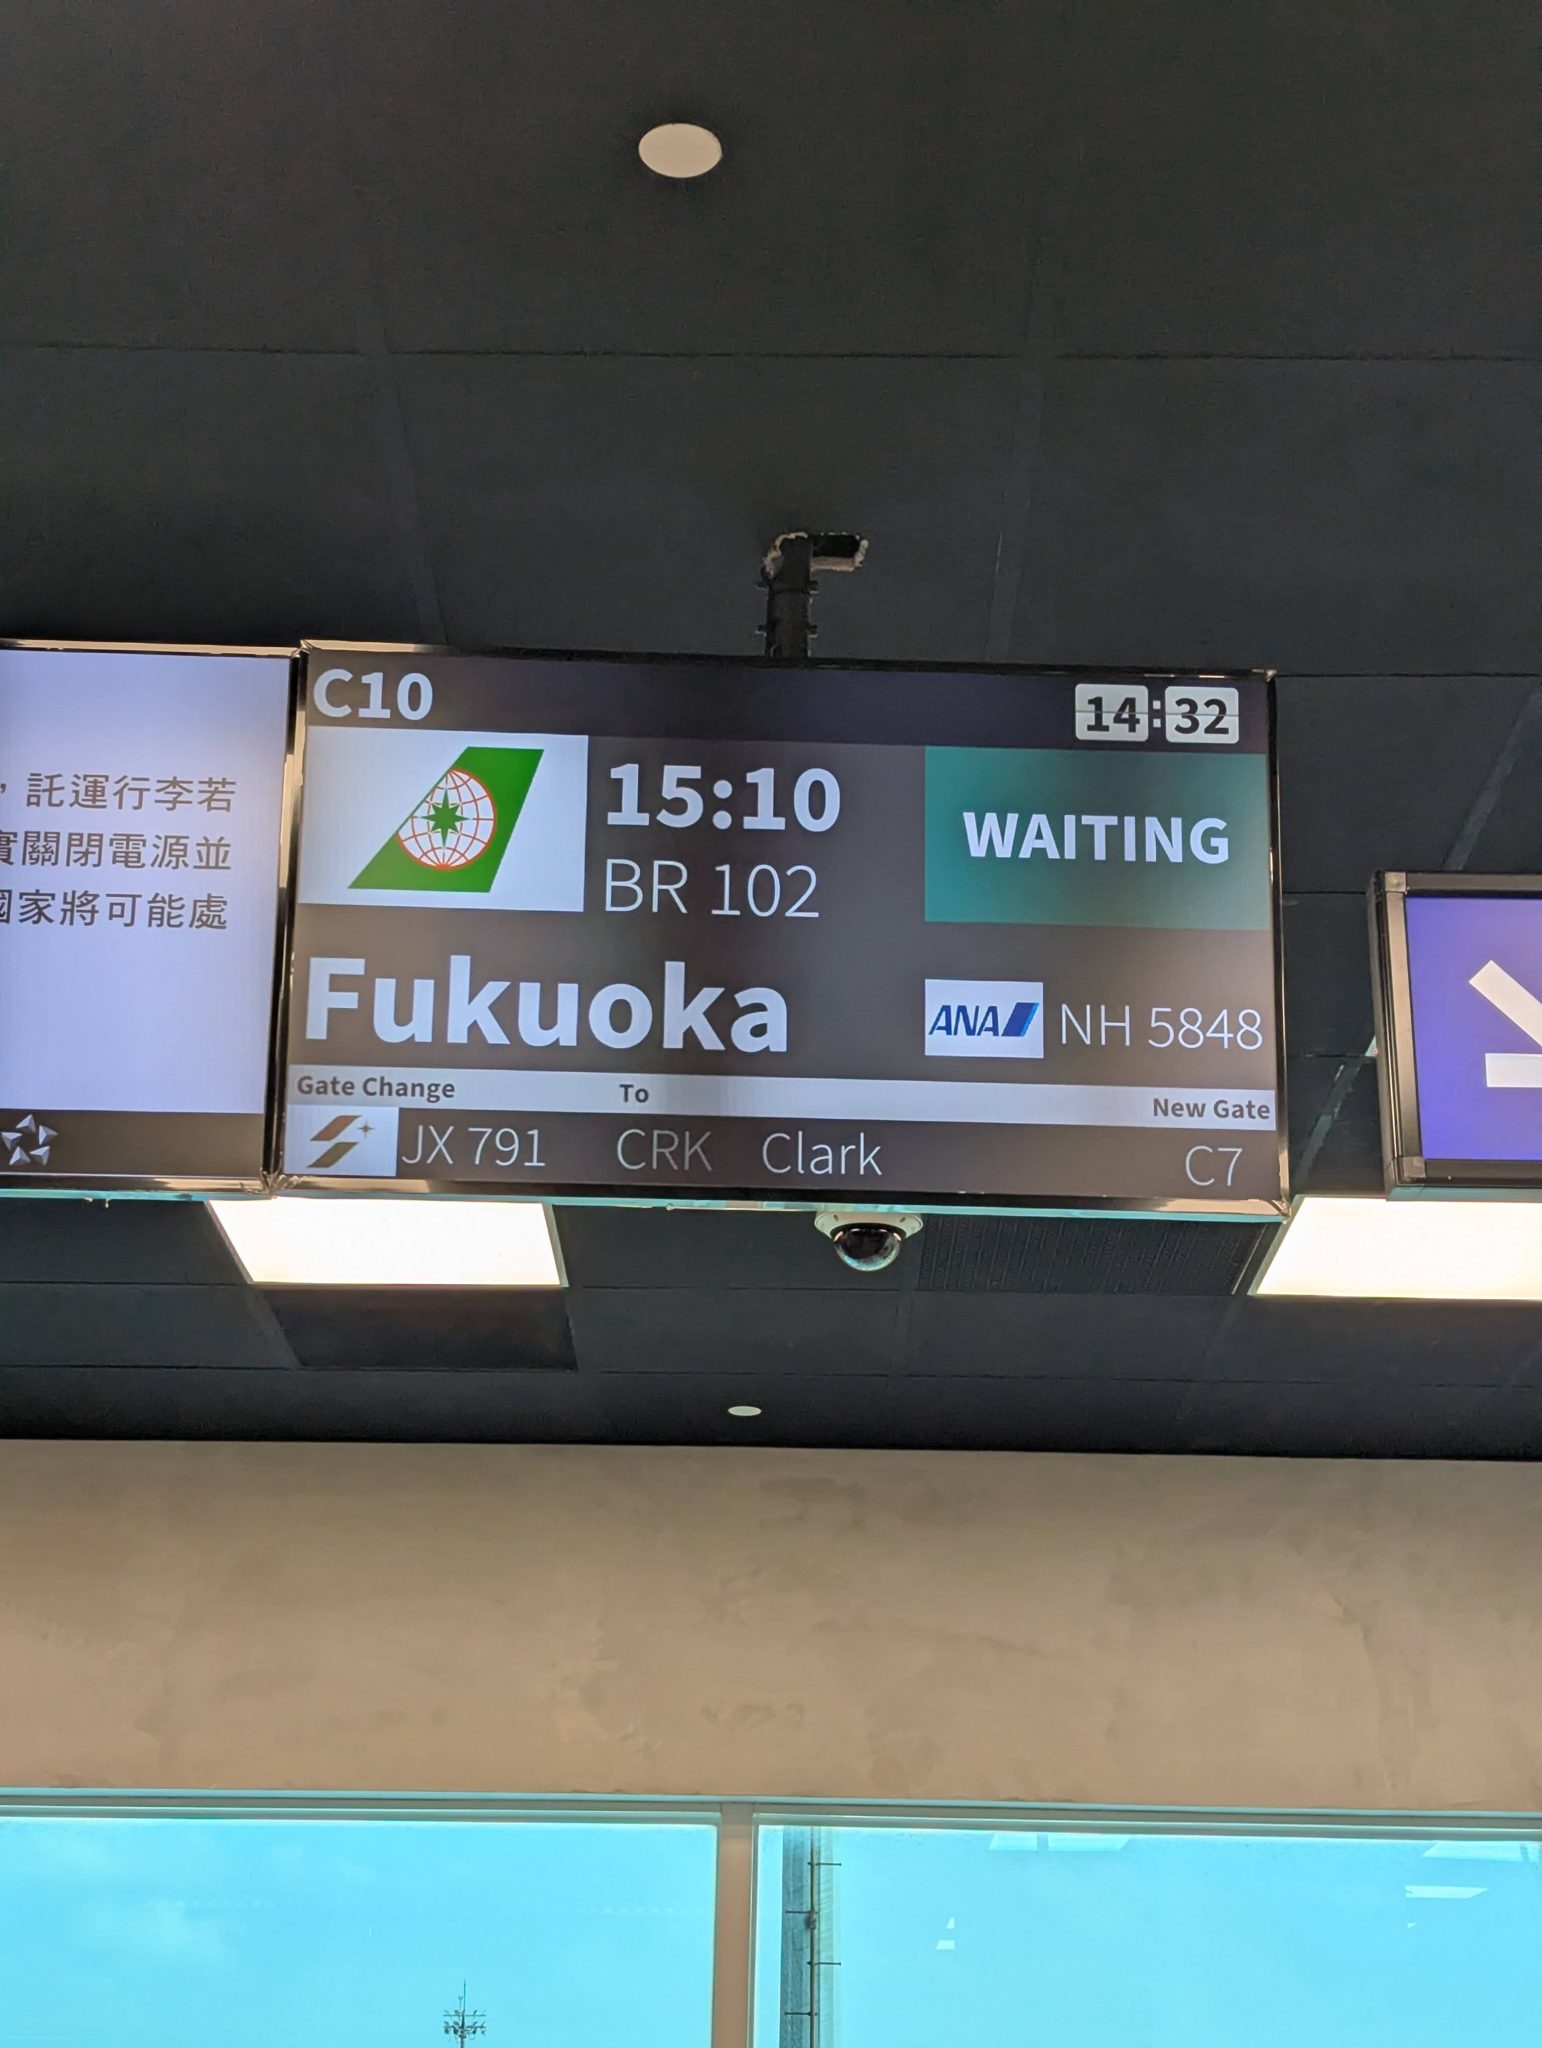 ，託運行李若
實關閉電源並
國家將可能處
C10
14:32
15:10
BR 102
WAITING
Fukuoka
ANA NH 5848
Gate Change To New Gate
JX 791 CRK Clark C7